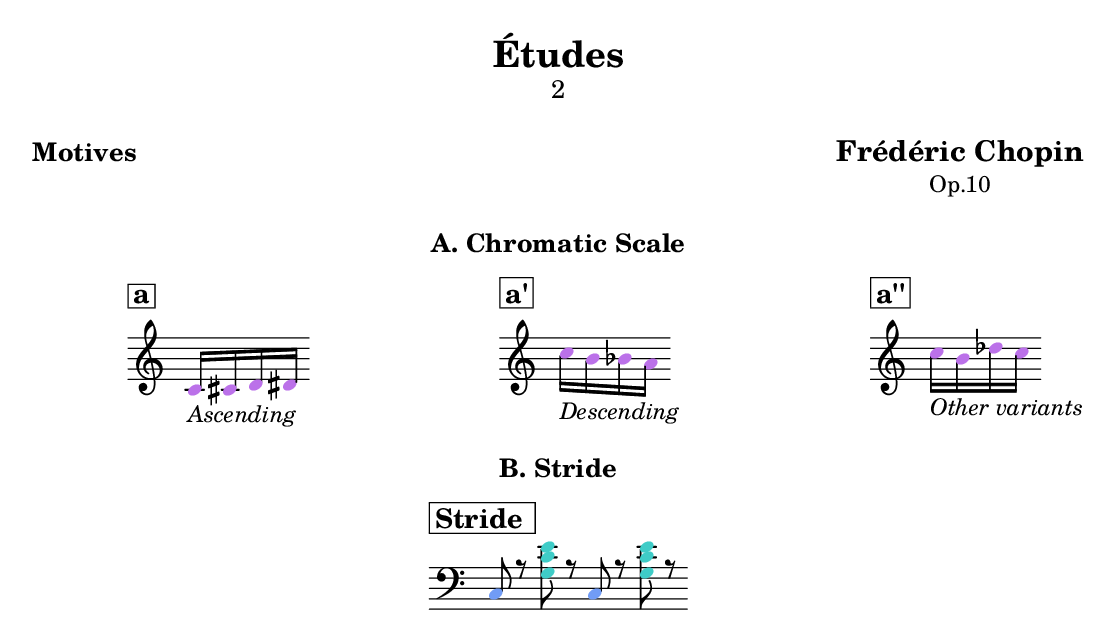 Études
2
Motives
Frédéric Chopin
Op.10
A. Chromatic Scale
a
a'
a"
Ascending
Descending
Other variants
B. Stride
Stride